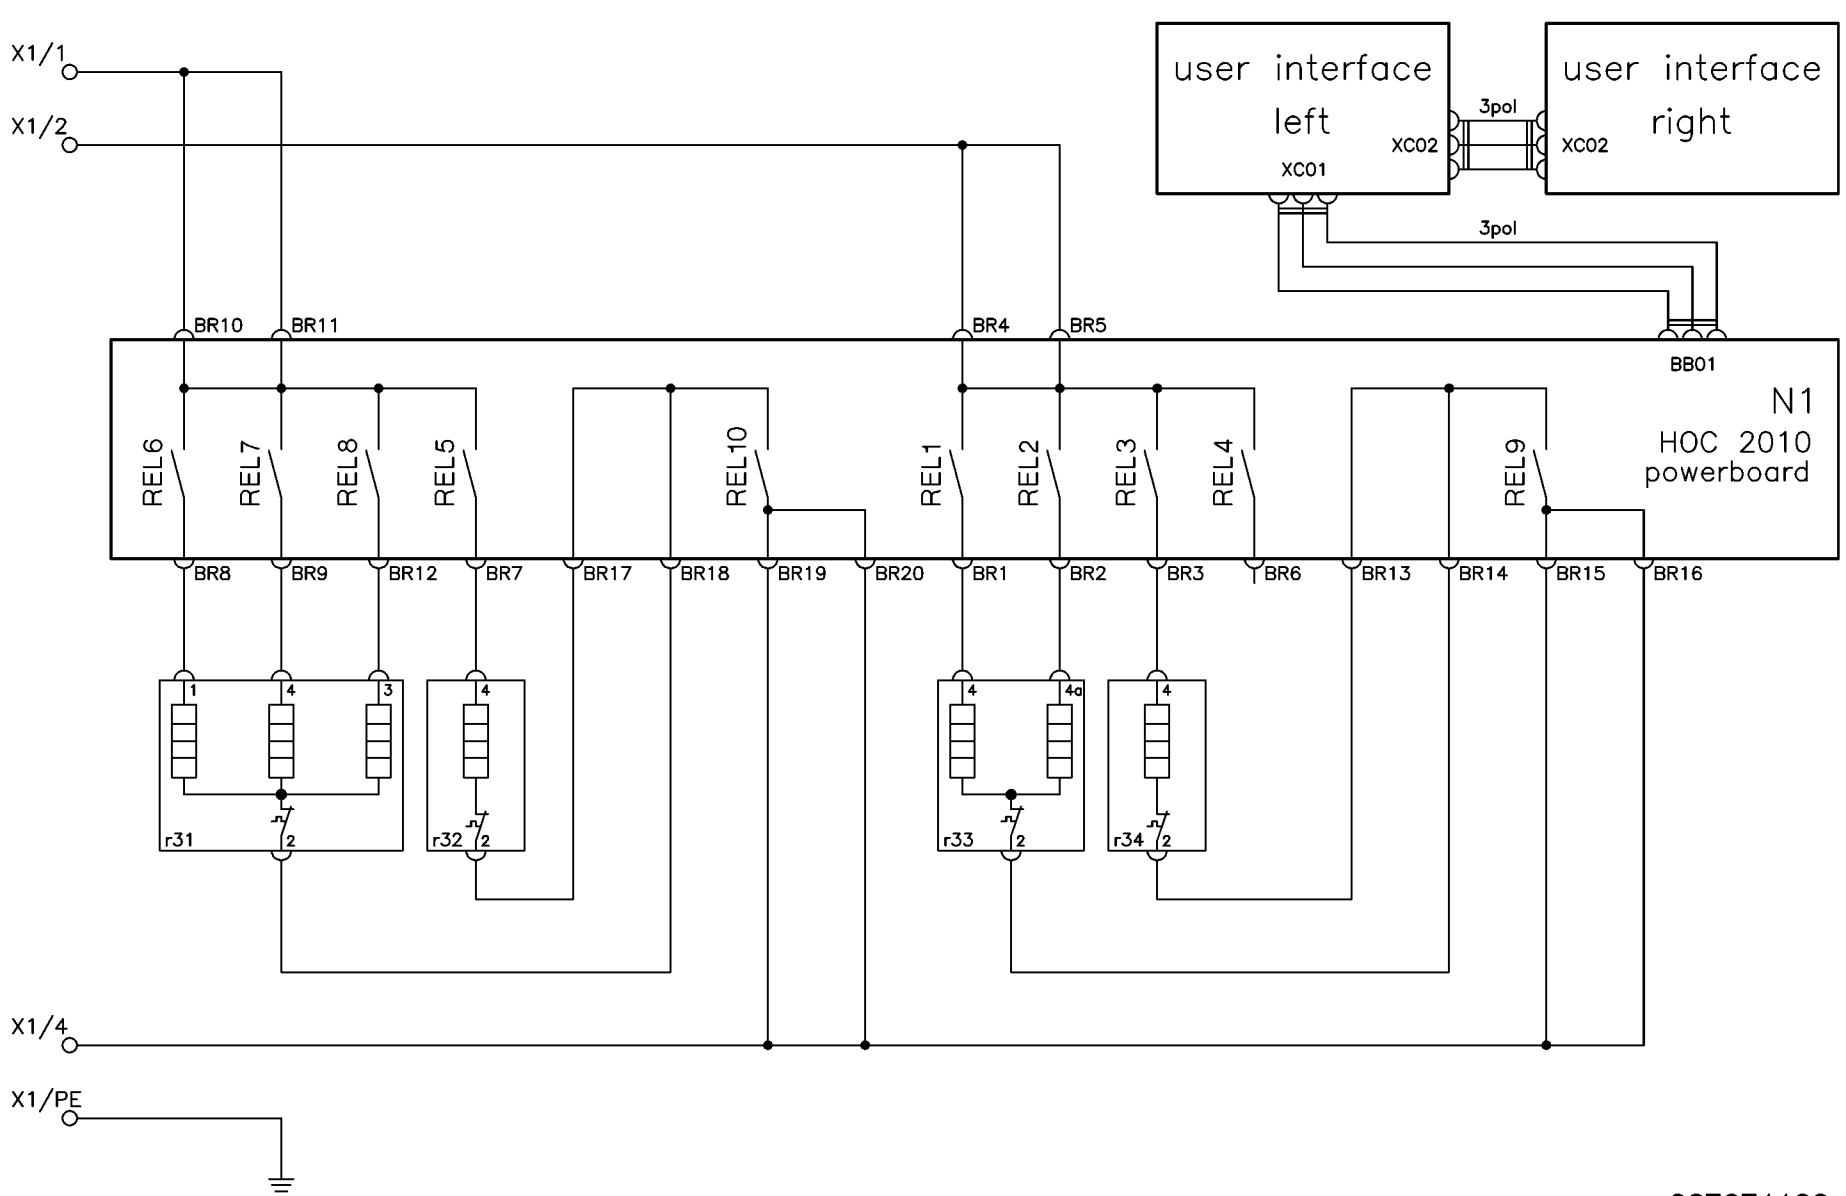 X1/1
X1/2
user interface
left
XC02
XC01
3pol
user interface
right
XC02
3pol
BR10
BR11
BR4
BR5
BB01
N1
HOC 2010
powerboard
REL6
REL7
REL8
REL5
REL10
REL1
REL2
REL3
REL4
REL9
BR8
BR9
BR12
BR7
BR17
BR18
BR19
BR20
BR1
BR2
BR3
BR6
BR13
BR14
BR15
BR16
1
4
3
4
4
4a
4
r31
2
r32
2
r33
2
r34
2
X1/4
X1/PE